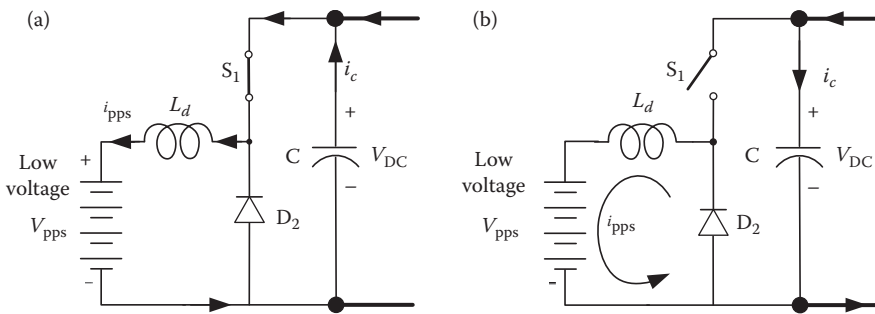 (a)
S1
ic
ipps
Ld
+
+
Low
voltage
C
VDC
−
Vpps
D2
−
(b)
S1
ic
Ld
+
Low
voltage
C
VDC
−
Vpps
ipps
D2
-